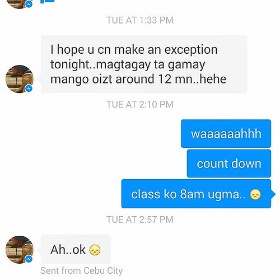 TUE AT 1:33 PM
I hope u cn make an exception
tonight..magtagay ta gamay
mango oizt around 12 mn..hehe
TUE AT 2:10 PM
waaaaaahhh
count down
class ko 8am ugma.. 😞
TUE AT 2:57 PM
Ah..ok 😞
Sent from Cebu City